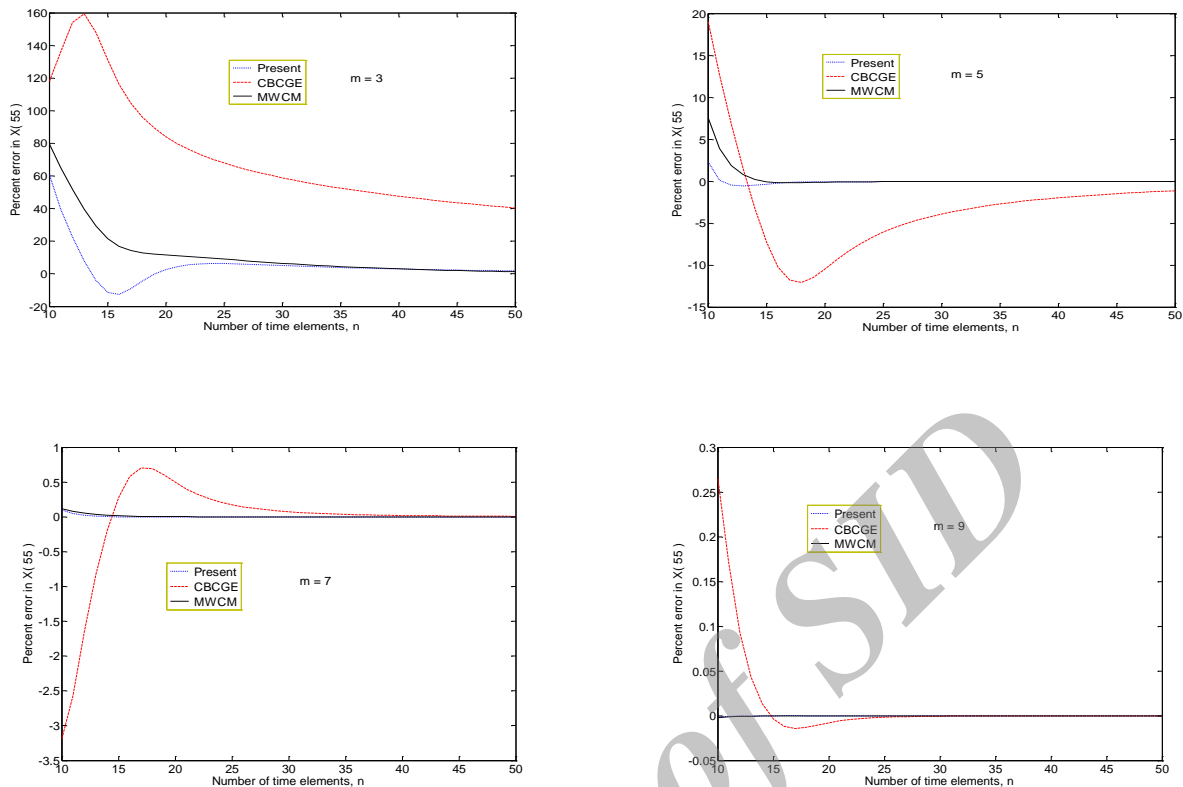 160
140
120
100
80
60
40
20
0
-20
10 15 20 25 30 35 40 45 50
Percent error in X( 55 )
Number of time elements, n
Present
CBCGE
MWCM
m = 3
20
15
10
5
0
-5
-10
-15
10 15 20 25 30 35 40 45 50
Percent error in X( 55 )
Number of time elements, n
Present
CBCGE
MWCM
m = 5
1
0.5
0
-0.5
-1
-1.5
-2
-2.5
-3
-3.5
10 15 20 25 30 35 40 45 50
Percent error in X( 55 )
Number of time elements, n
Present
CBCGE
MWCM
m = 7
0.3
0.25
0.2
0.15
0.1
0.05
0
-0.05
10 15 20 25 30 35 40 45 50
Percent error in X( 55 )
Number of time elements, n
Present
CBCGE
MWCM
m = 9
of SID